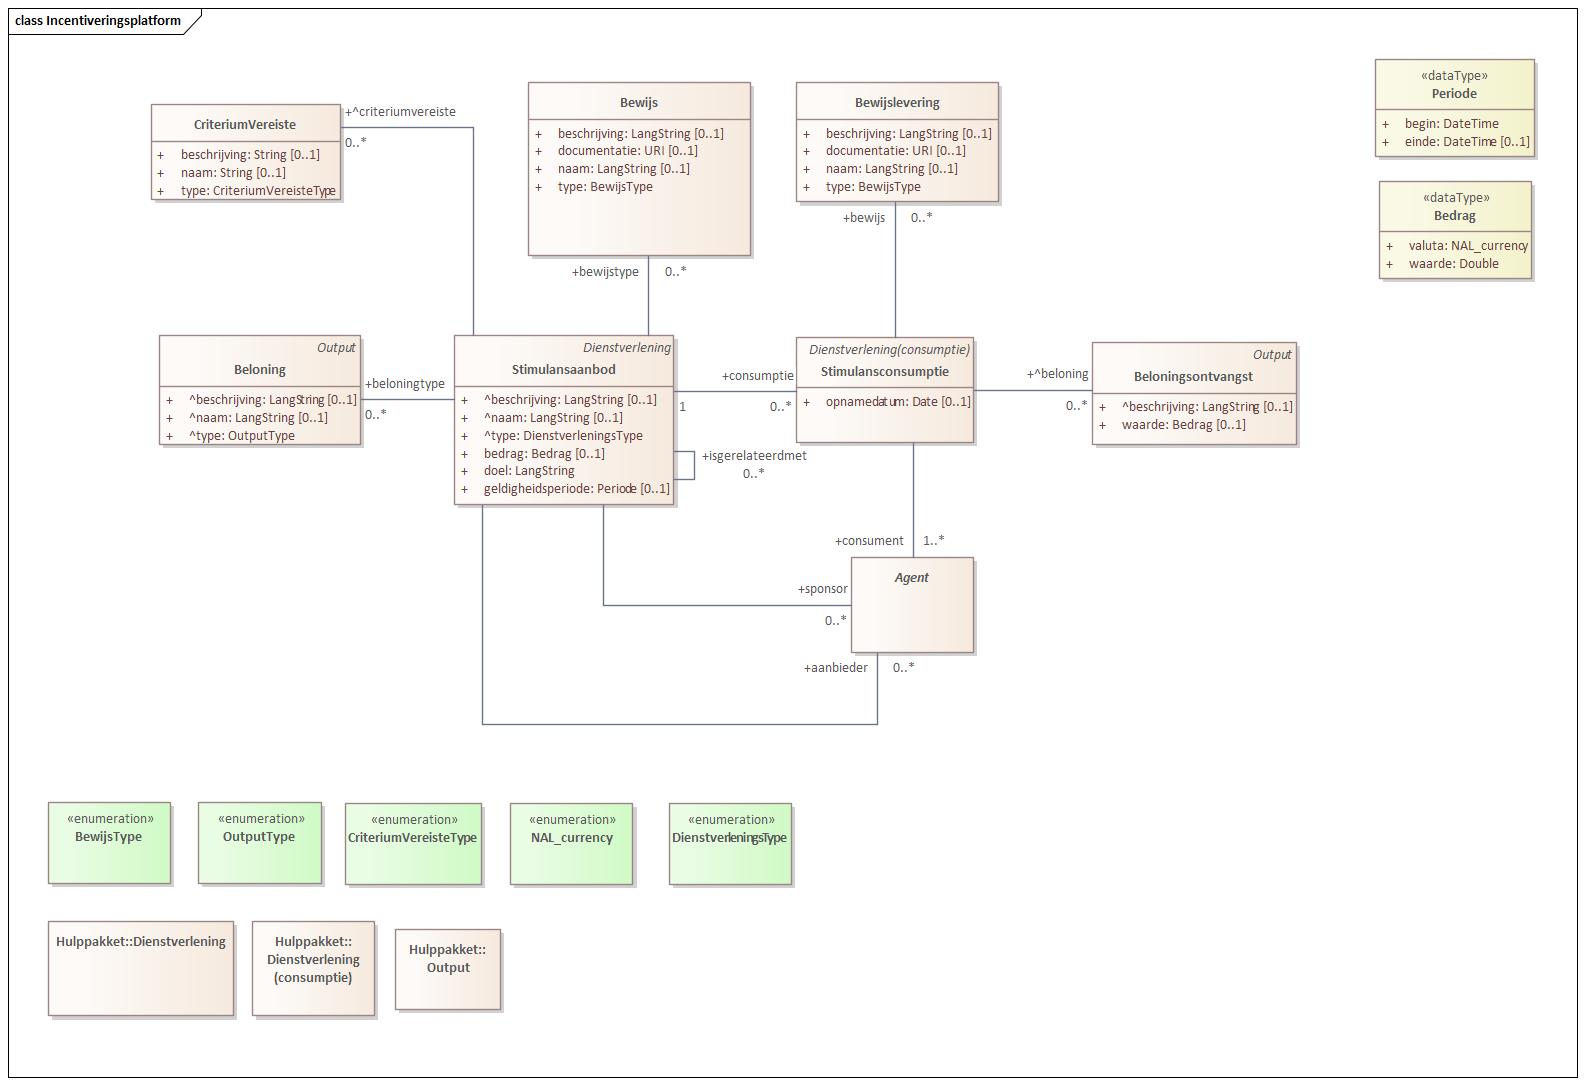 class Incentiveringsplatform
CriteriumVereiste
+ beschrijving: String [0..1]
+ naam: String [0..1]
+ type: CriteriumVereisteType
+^criteriumvereiste
0..*
Bewijs
+ beschrijving: LangString [0..1]
+ documentatie: URI [0..1]
+ naam: LangString [0..1]
+ type: BewijsType
+bewijstype 0..*
Bewijslevering
+ beschrijving: LangString [0..1]
+ documentatie: URI [0..1]
+ naam: LangString [0..1]
+ type: BewijsType
+bewijs 0..*
«dataType»
Periode
+ begin: DateTime
+ einde: DateTime [0..1]
«dataType»
Bedrag
+ valuta: NAL_currency
+ waarde: Double
Output
Beloning
+ ^beschrijving: LangString [0..1]
+ ^naam: LangString [0..1]
+ ^type: OutputType
+beloningtype
0..*
Dienstverlening
Stimulansaanbod
+ ^beschrijving: LangString [0..1]
+ ^naam: LangString [0..1]
+ ^type: DienstverleningsType
+ bedrag: Bedrag [0..1]
+ doel: LangString
+ geldigheidsperiode: Periode [0..1]
+consumptie
1 0..*
+isgerelateerdmet
0..*
Dienstverlening(consumptie)
Stimulansconsumptie
+ opnamedatum: Date [0..1]
+^beloning
0..*
Output
Beloningsontvangst
+ ^beschrijving: LangString [0..1]
+ waarde: Bedrag [0..1]
+consument 1..*
Agent
+sponsor
0..*
+aanbieder 0..*
«enumeration»
BewijsType
«enumeration»
OutputType
«enumeration»
CriteriumVereisteType
«enumeration»
NAL_currency
«enumeration»
DienstverleningsType
Hulppakket::Dienstverlening
Hulppakket::
Dienstverlening
(consumptie)
Hulppakket::
Output